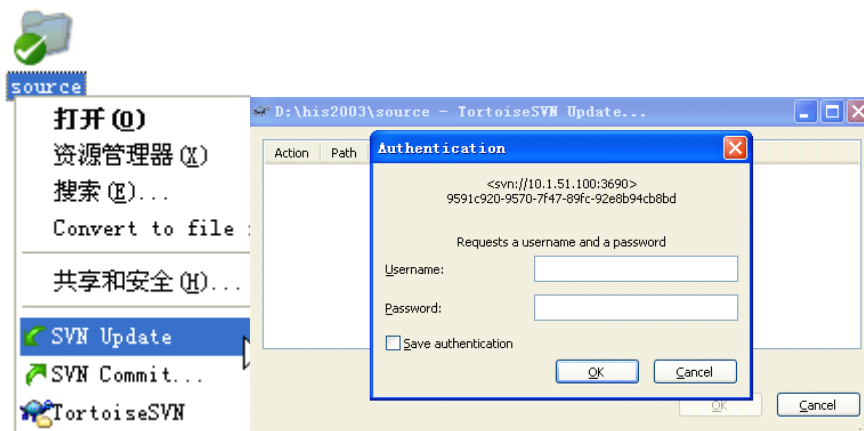 source
打开(O)
资源管理器(X)
搜索(E)...
Convert to file
共享和安全(H)...
SVN Update
SVN Commit...
TortoiseSVN
D:\his2003\source - TortoiseSVN Update...
Action Path
Authentication
<svn://10.1.51.100:3690>
9591c920-9570-7f47-89fc-92e8b94cb8bd
Requests a username and a password
Username:
Password:
Save authentication
OK Cancel
OK Cancel